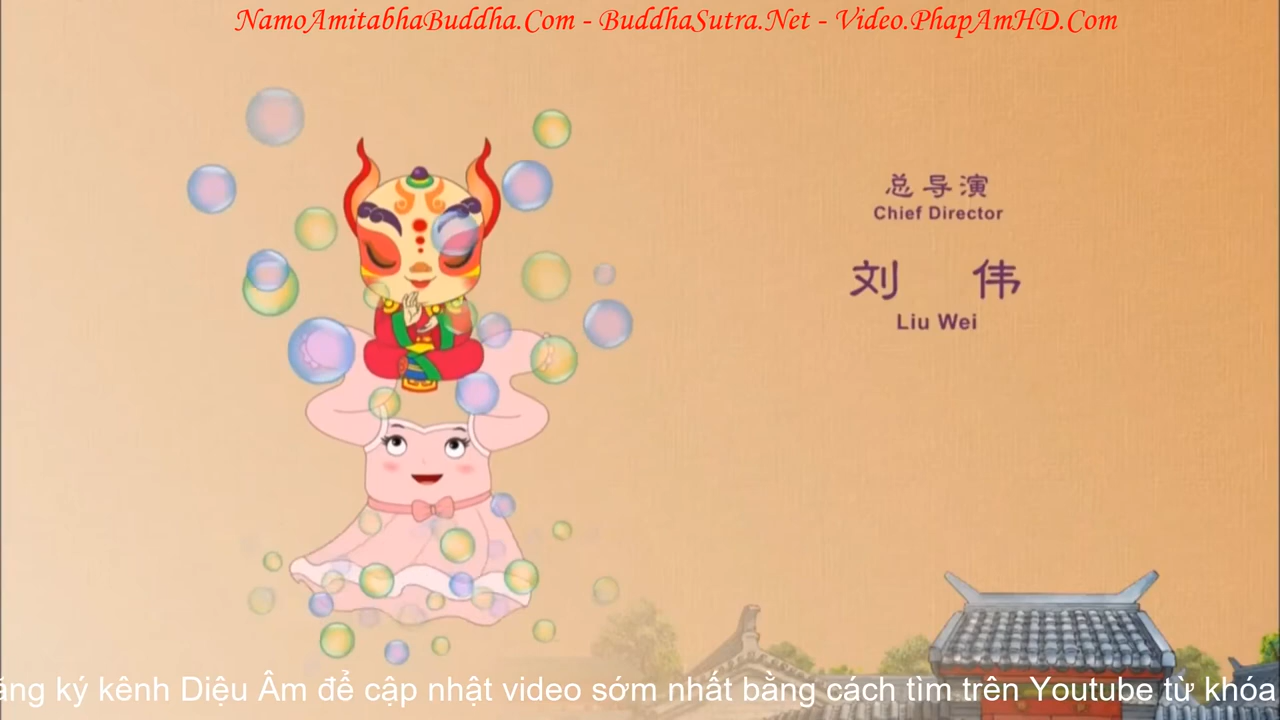 NamoAmitabhaBuddha.Com - BuddhaSutra.Net - Video.PhapAmHD.Com
总导演
Chief Director
刘 伟
Liu Wei
ăng ký kênh Diệu Âm để cập nhật video sớm nhất bằng cách tìm trên Youtube từ khóa